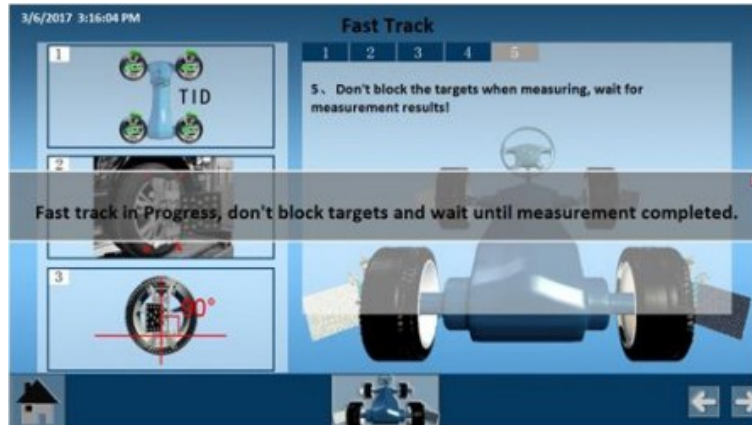 3/6/2017 3:16:04 PM
Fast Track
1
TID
2
3
90°
1 2 3 4 5
5、Don't block the targets when measuring, wait for
measurement results!
Fast track in Progress, don't block targets and wait until measurement completed.